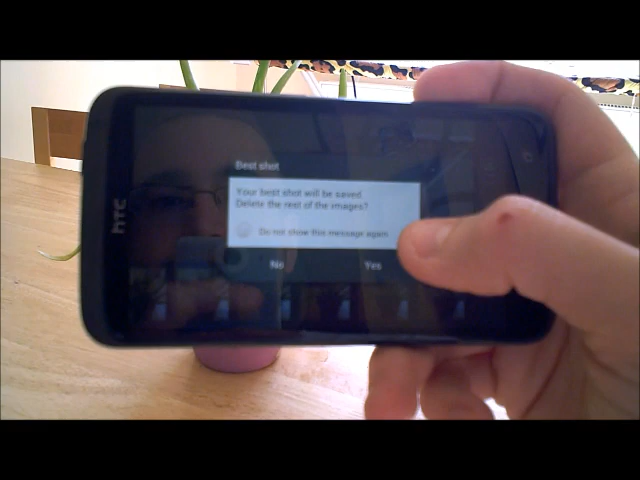 hTC
Best shot
Your best shot will be saved.
Delete the rest of the images?
Do not show this message again.
No
Yes